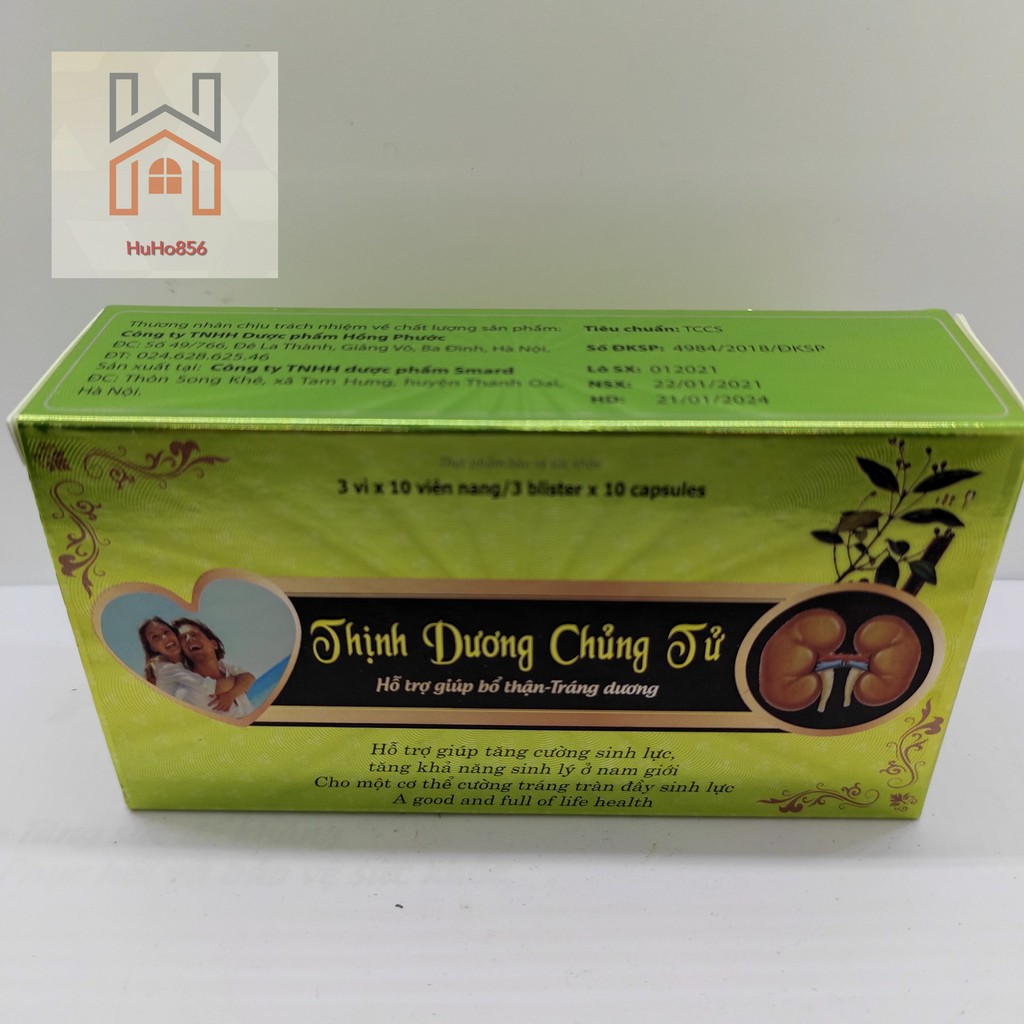 HuHo856
Thương nhân chịu trách nhiệm về chất lượng sản phẩm:
Công ty TNHH Dược phẩm Hồng Phước
ĐC: Số 49/766, Đê La Thành, Giảng Võ, Ba Đình, Hà Nội.
ĐT: 024.628.625.46
Sản xuất tại: Công ty TNHH dược phẩm Smard
ĐC: Thôn Song Khê, xã Tam Hưng, huyện Thanh Oai,
Hà Nội.
Tiêu chuẩn: TCCS
Số ĐKSP: 4984/2018/ĐKSP
Lô SX: 012021
NSX: 22/01/2021
HD: 21/01/2024
Thực phẩm bảo vệ sức khỏe
3 vỉ x 10 viên nang/3 blister x 10 capsules
Thịnh Dương Chủng Tử
Hỗ trợ giúp bổ thận-Tráng dương
Hỗ trợ giúp tăng cường sinh lực,
tăng khả năng sinh lý ở nam giới
Cho một cơ thể cường tráng tràn đầy sinh lực
A good and full of life health